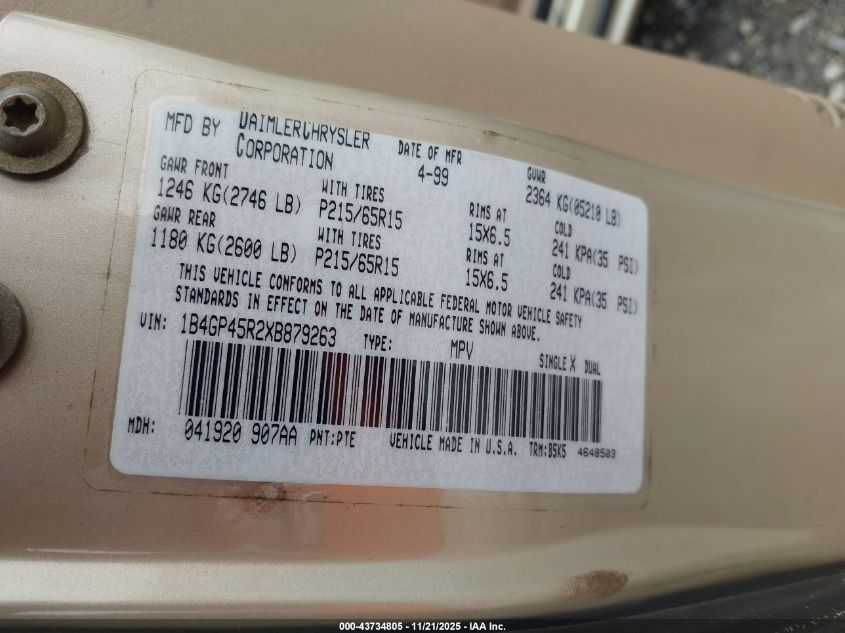 MFD BY DAIMLERCHRYSLER CORPORATION DATE OF MFR 4-99 GVWR 2364 KG(05210 LB)
GAWR FRONT 1246 KG(2746 LB) WITH TIRES P215/65R15 RIMS AT 15X6.5 COLD 241 KPA(35 PSI)
GAWR REAR 1180 KG(2600 LB) WITH TIRES P215/65R15 RIMS AT 15X6.5 COLD 241 KPA(35 PSI)
THIS VEHICLE CONFORMS TO ALL APPLICABLE FEDERAL MOTOR VEHICLE SAFETY
STANDARDS IN EFFECT ON THE DATE OF MANUFACTURE SHOWN ABOVE.
VIN: 1B4GP45R2XB879263 TYPE: MPV SINGLE X DUAL
MDH: 041920 907AA PNT:PTE VEHICLE MADE IN U.S.A. TRM:B5K5 4648503
000-43734805 - 11/21/2025 - IAA Inc.